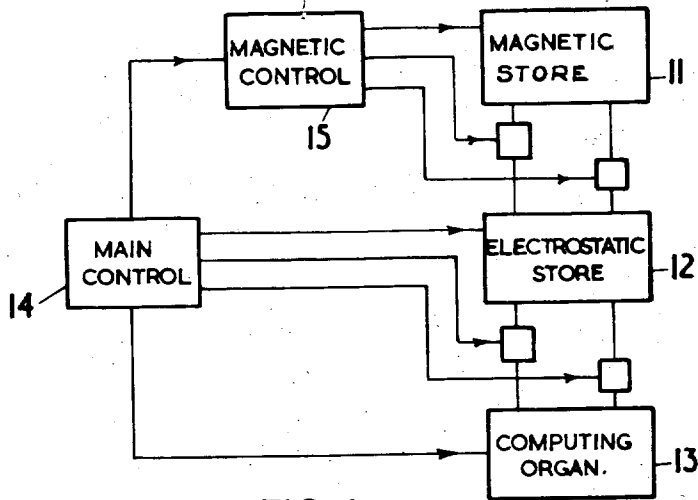 MAGNETIC
CONTROL
15
MAGNETIC
STORE
11
MAIN
CONTROL
14
ELECTROSTATIC
STORE
12
COMPUTING
ORGAN.
13